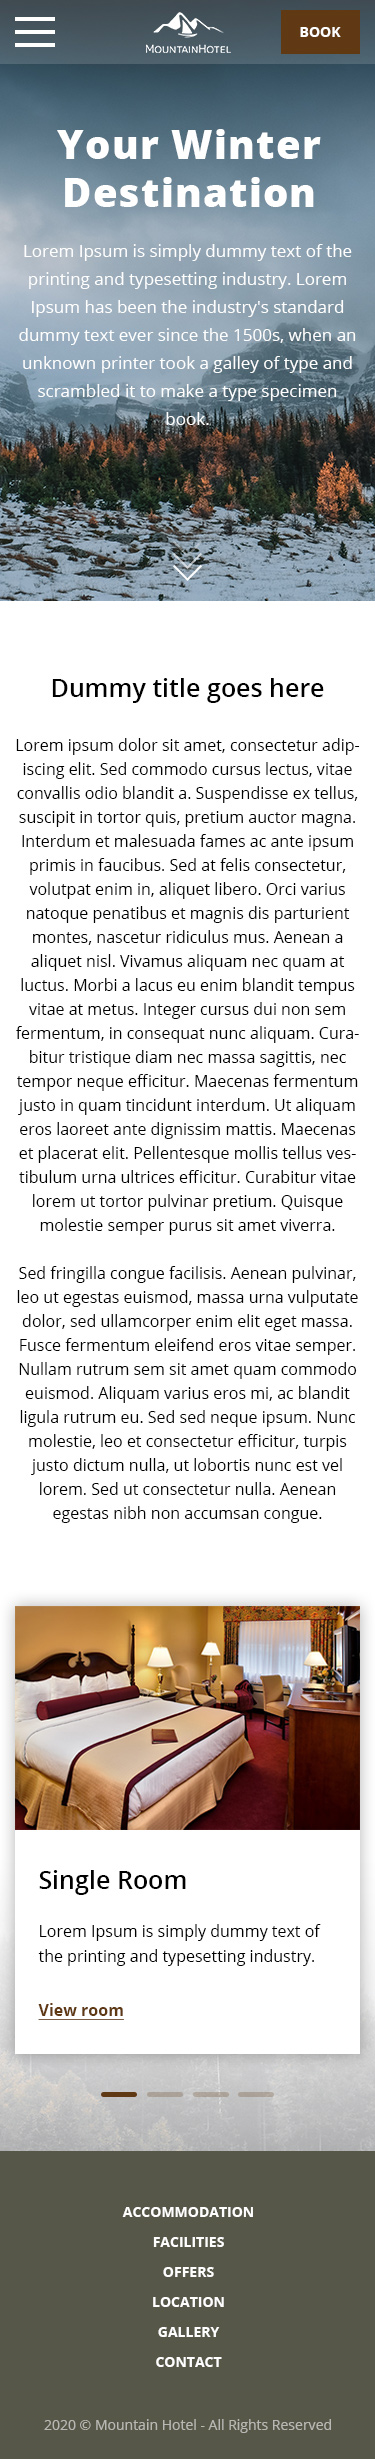 MOUNTAINHOTEL
BOOK
Your Winter
Destination
Lorem Ipsum is simply dummy text of the
printing and typesetting industry. Lorem
Ipsum has been the industry's standard
dummy text ever since the 1500s, when an
unknown printer took a galley of type and
scrambled it to make a type specimen
book.
Dummy title goes here
Lorem ipsum dolor sit amet, consectetur adip-
iscing elit. Sed commodo cursus lectus, vitae
convallis odio blandit a. Suspendisse ex tellus,
suscipit in tortor quis, pretium auctor magna.
Interdum et malesuada fames ac ante ipsum
primis in faucibus. Sed at felis consectetur,
volutpat enim in, aliquet libero. Orci varius
natoque penatibus et magnis dis parturient
montes, nascetur ridiculus mus. Aenean a
aliquet nisl. Vivamus aliquam nec quam at
luctus. Morbi a lacus eu enim blandit tempus
vitae at metus. Integer cursus dui non sem
fermentum, in consequat nunc aliquam. Cura-
bitur tristique diam nec massa sagittis, nec
tempor neque efficitur. Maecenas fermentum
justo in quam tincidunt interdum. Ut aliquam
eros laoreet ante dignissim mattis. Maecenas
et placerat elit. Pellentesque mollis tellus ves-
tibulum urna ultrices efficitur. Curabitur vitae
lorem ut tortor pulvinar pretium. Quisque
molestie semper purus sit amet viverra.
Sed fringilla congue facilisis. Aenean pulvinar,
leo ut egestas euismod, massa urna vulputate
dolor, sed ullamcorper enim elit eget massa.
Fusce fermentum eleifend eros vitae semper.
Nullam rutrum sem sit amet quam commodo
euismod. Aliquam varius eros mi, ac blandit
ligula rutrum eu. Sed sed neque ipsum. Nunc
molestie, leo et consectetur efficitur, turpis
justo dictum nulla, ut lobortis nunc est vel
lorem. Sed ut consectetur nulla. Aenean
egestas nibh non accumsan congue.
Single Room
Lorem Ipsum is simply dummy text of
the printing and typesetting industry.
View room
ACCOMMODATION
FACILITIES
OFFERS
LOCATION
GALLERY
CONTACT
2020 © Mountain Hotel - All Rights Reserved